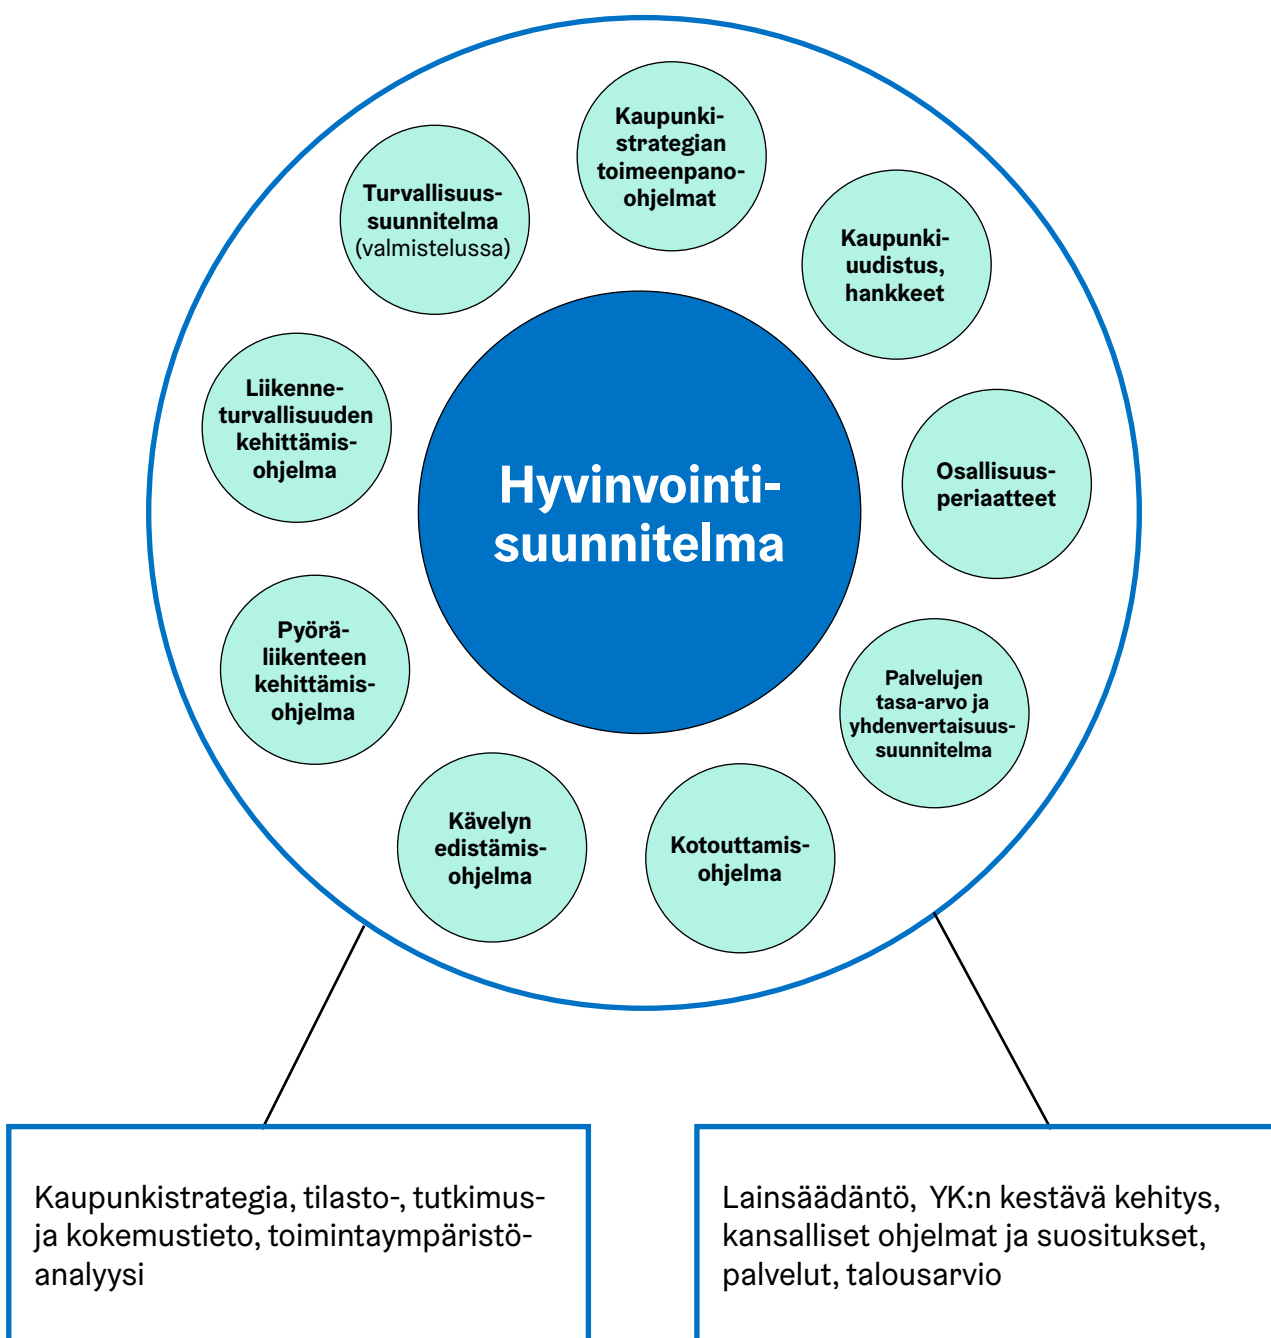 Kaupunki-
strategian
toimeenpano-
ohjelmat
Turvallisuus-
suunnitelma
(valmistelussa)
Kaupunki-
uudistus,
hankkeet
Liikenne-
turvallisuuden
kehittämis-
ohjelma
Hyvinvointi-
suunnitelma
Osallisuus-
periaatteet
Pyörä-
liikenteen
kehittämis-
ohjelma
Palvelujen
tasa-arvo ja
yhdenvertaisuus-
suunnitelma
Kävelyn
edistämis-
ohjelma
Kotouttamis-
ohjelma
Kaupunkistrategia, tilasto-, tutkimus-
ja kokemustieto, toimintaympäristö-
analyysi
Lainsäädäntö, YK:n kestävä kehitys,
kansalliset ohjelmat ja suositukset,
palvelut, talousarvio